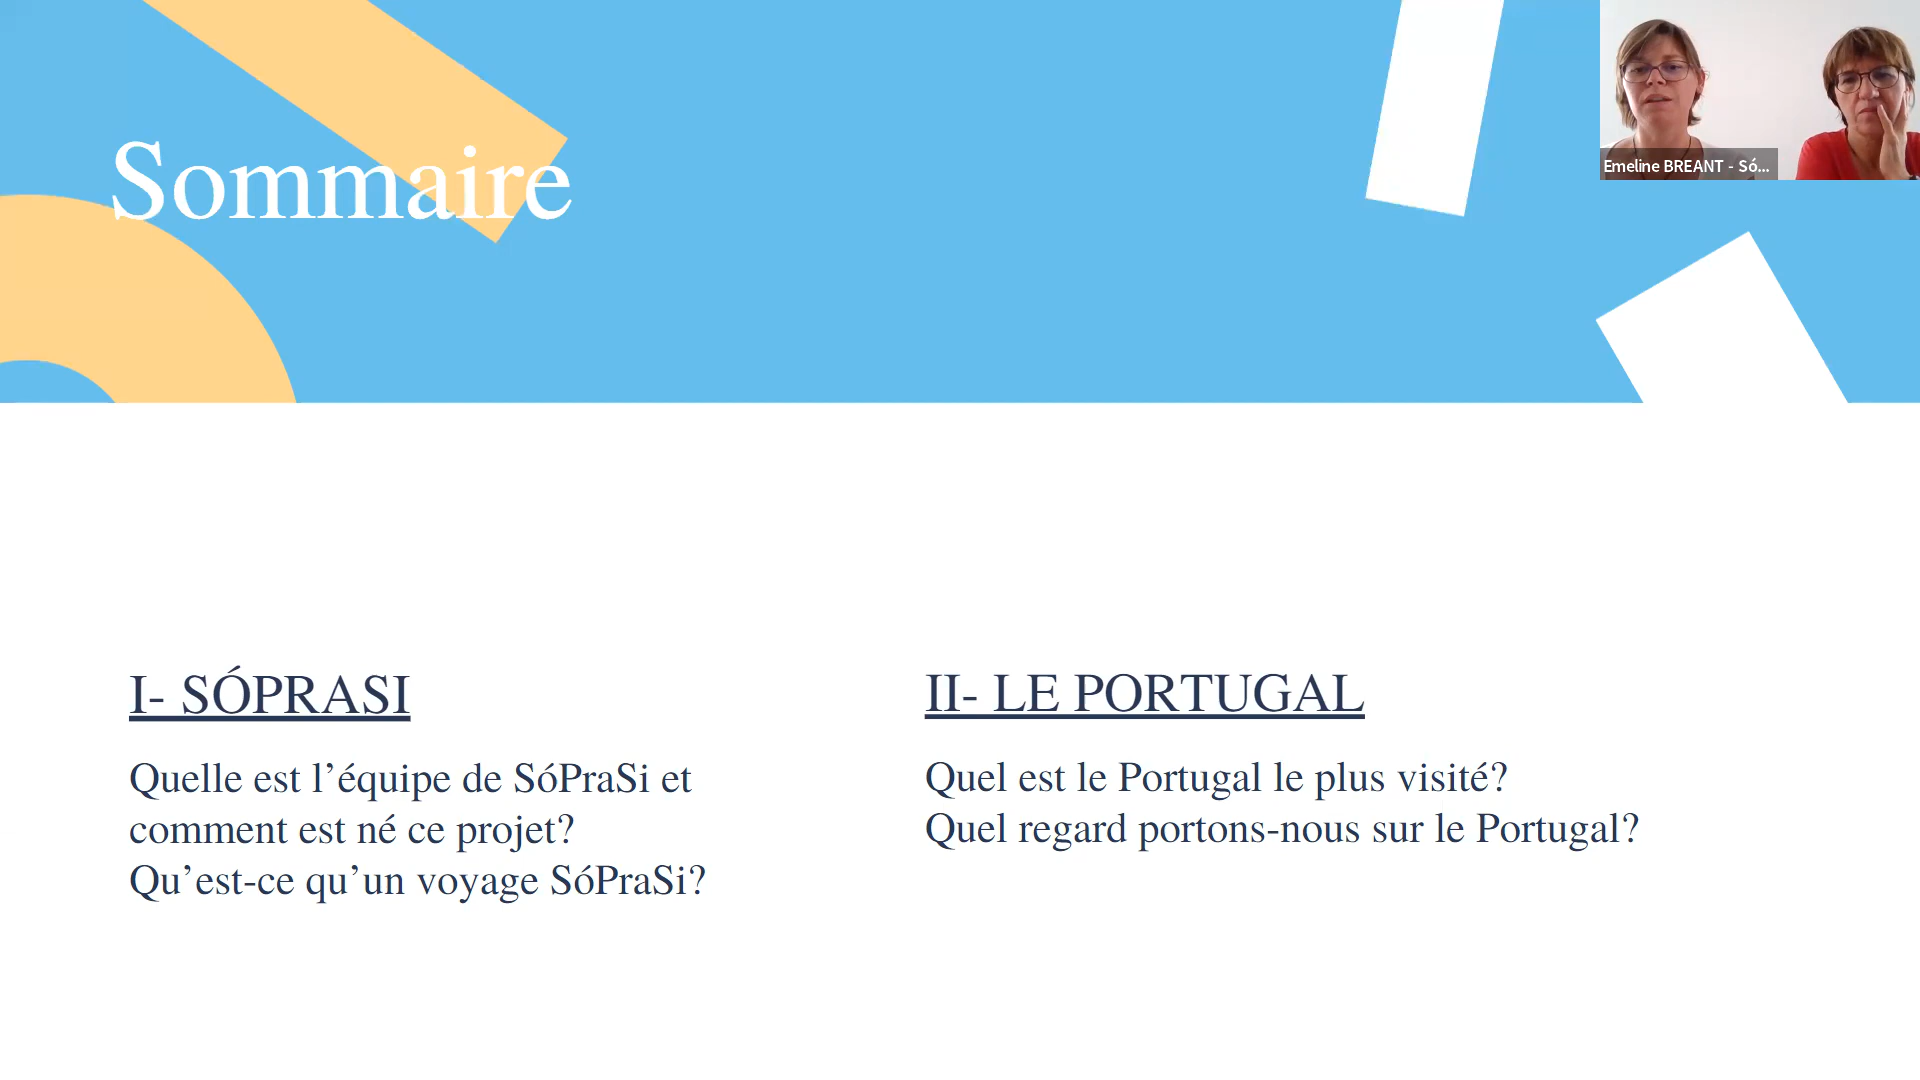 Sommaire
Emeline BREANT - Só...
I- SÓPRASI
Quelle est l’équipe de SóPraSi et
comment est né ce projet?
Qu’est-ce qu’un voyage SóPraSi?
II- LE PORTUGAL
Quel est le Portugal le plus visité?
Quel regard portons-nous sur le Portugal?